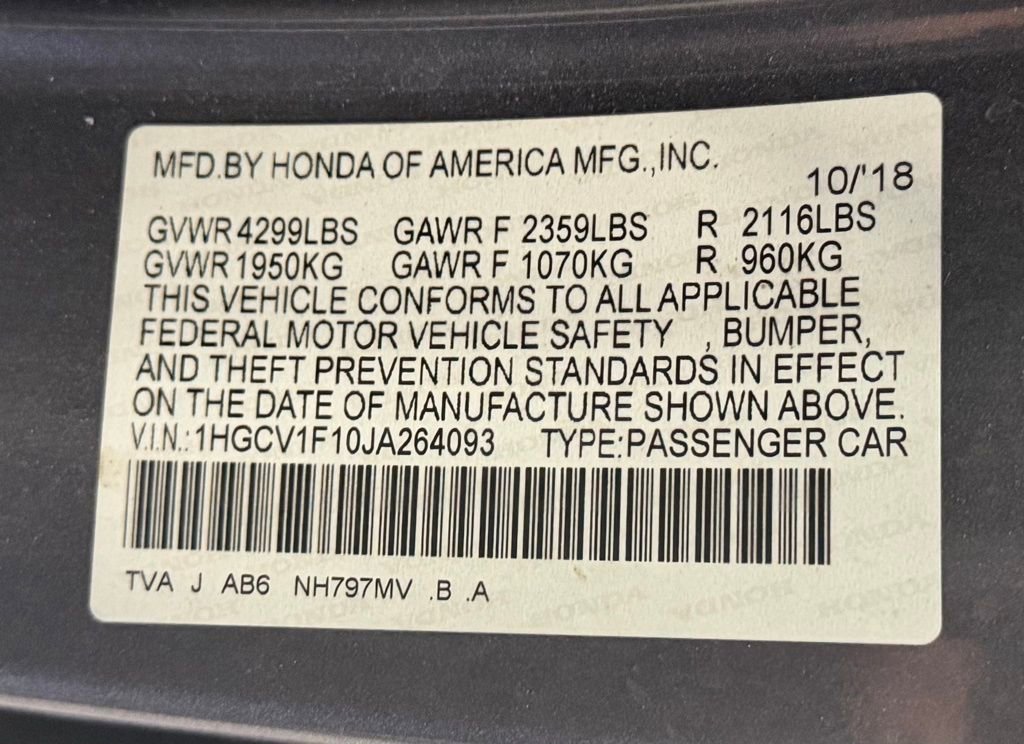 MFD.BY HONDA OF AMERICA MFG.,INC.
10/'18
GVWR 4299LBS GAWR F 2359LBS R 2116LBS
GVWR 1950KG GAWR F 1070KG R 960KG
THIS VEHICLE CONFORMS TO ALL APPLICABLE
FEDERAL MOTOR VEHICLE SAFETY , BUMPER,
AND THEFT PREVENTION STANDARDS IN EFFECT
ON THE DATE OF MANUFACTURE SHOWN ABOVE.
V.I.N.:1HGCV1F10JA264093 TYPE:PASSENGER CAR
TVA J AB6 NH797MV .B .A